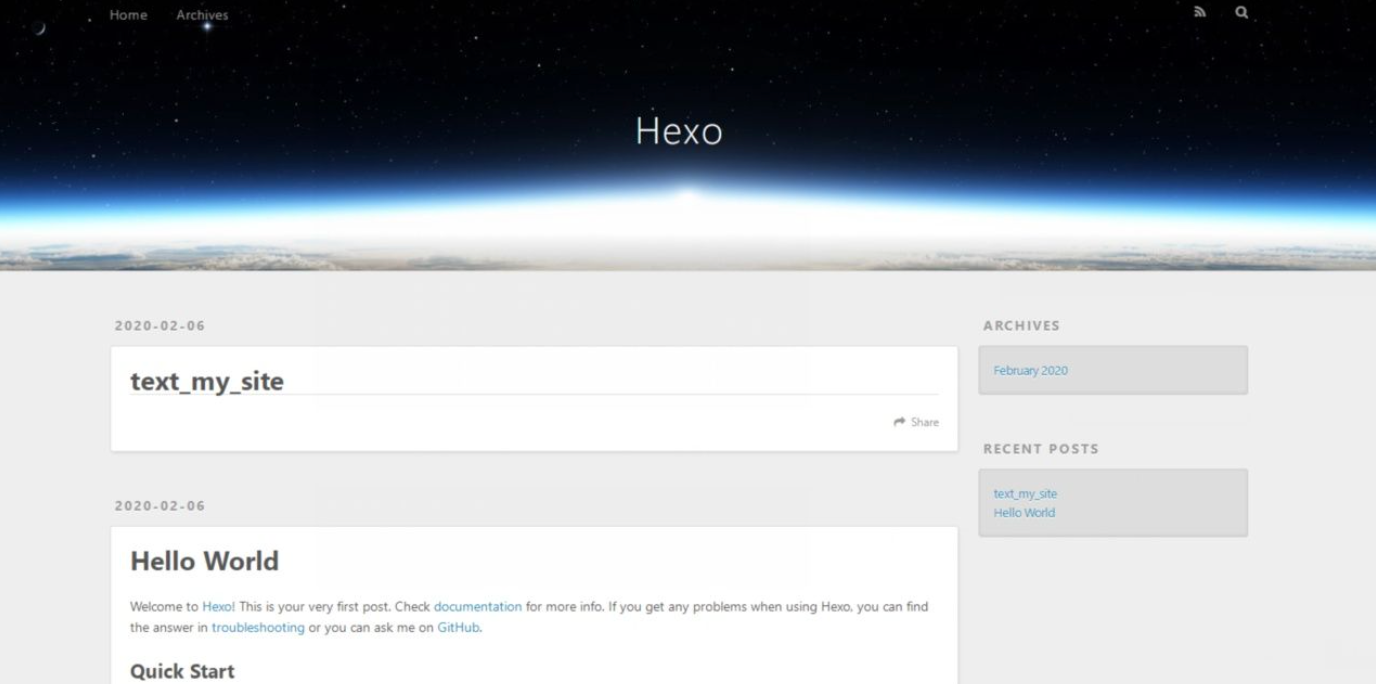 Home Archives
Hexo
2020-02-06
text_my_site
Share
2020-02-06
Hello World
Welcome to Hexo! This is your very first post. Check documentation for more info. If you get any problems when using Hexo, you can find
the answer in troubleshooting or you can ask me on GitHub.
Quick Start
ARCHIVES
February 2020
RECENT POSTS
text_my_site
Hello World